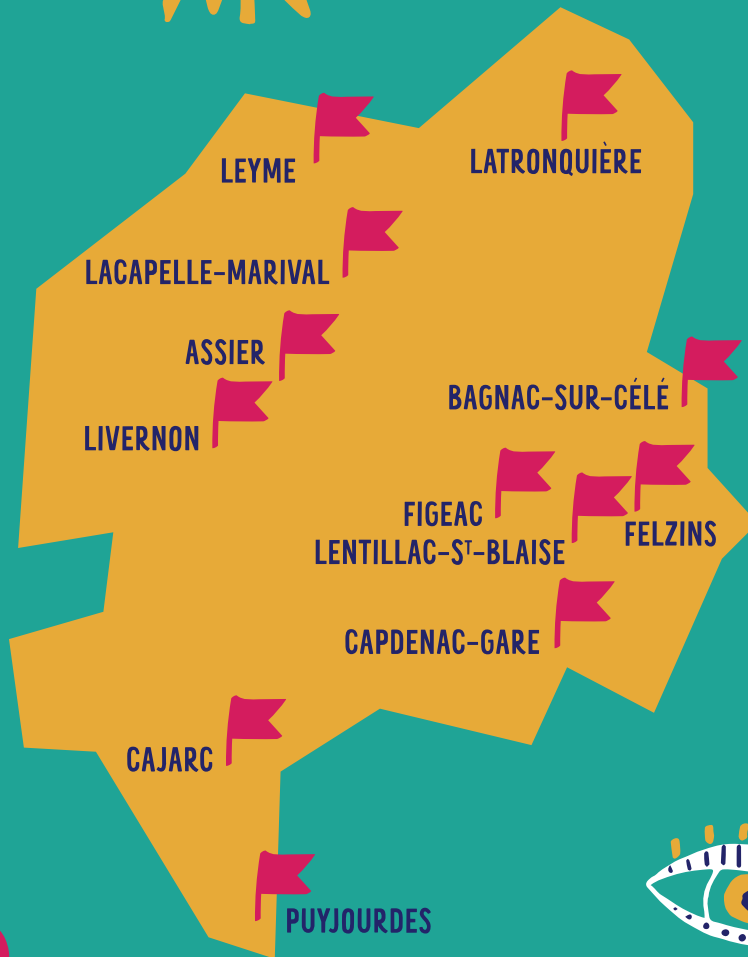 LEYME
LATRONQUIÈRE
LACAPELLE-MARIVAL
ASSIER
BAGNAC-SUR-CÉLÉ
LIVERNON
FIGEAC
FELZINS
LENTILLAC-Sᵀ-BLAISE
CAPDENAC-GARE
CAJARC
PUYJOURDES